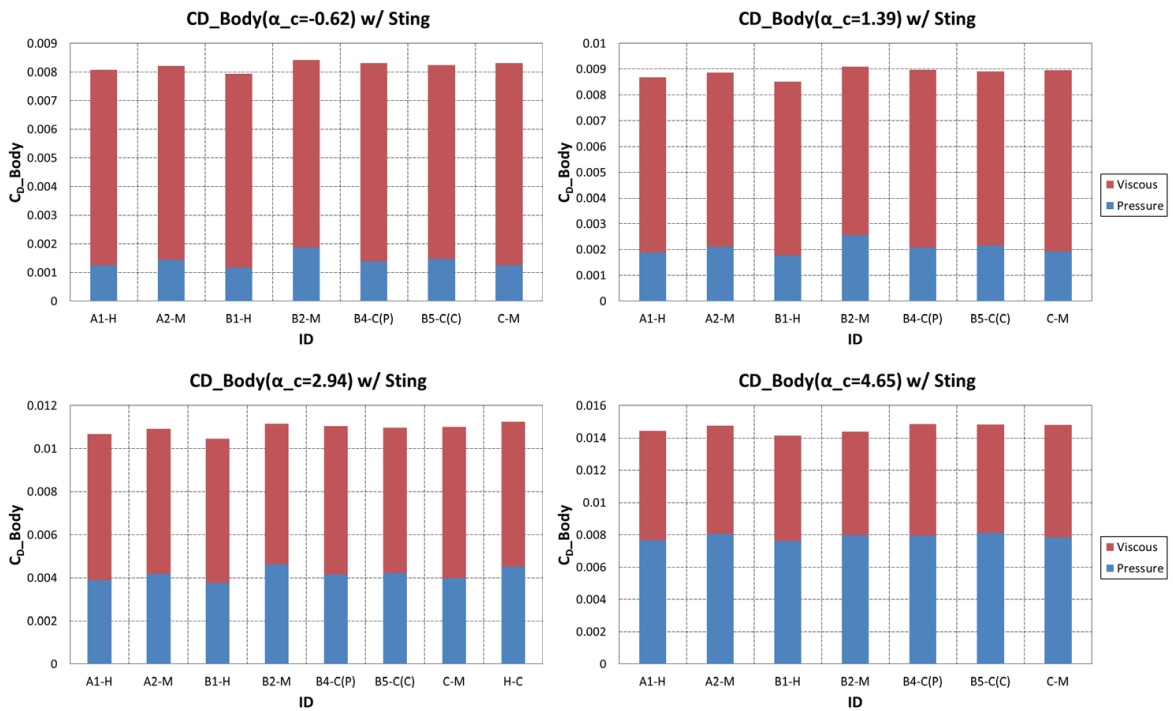 CD_Body(α_c=-0.62) w/ Sting
0.009
0.008
0.007
0.006
0.005
0.004
0.003
0.002
0.001
0
C_D_Body
A1-H A2-M B1-H B2-M B4-C(P) B5-C(C) C-M
ID
CD_Body(α_c=1.39) w/ Sting
0.01
0.009
0.008
0.007
0.006
0.005
0.004
0.003
0.002
0.001
0
C_D_Body
A1-H A2-M B1-H B2-M B4-C(P) B5-C(C) C-M
ID
Viscous
Pressure
CD_Body(α_c=2.94) w/ Sting
0.012
0.01
0.008
0.006
0.004
0.002
0
C_D_Body
A1-H A2-M B1-H B2-M B4-C(P) B5-C(C) C-M H-C
ID
CD_Body(α_c=4.65) w/ Sting
0.016
0.014
0.012
0.01
0.008
0.006
0.004
0.002
0
C_D_Body
A1-H A2-M B1-H B2-M B4-C(P) B5-C(C) C-M
ID
Viscous
Pressure